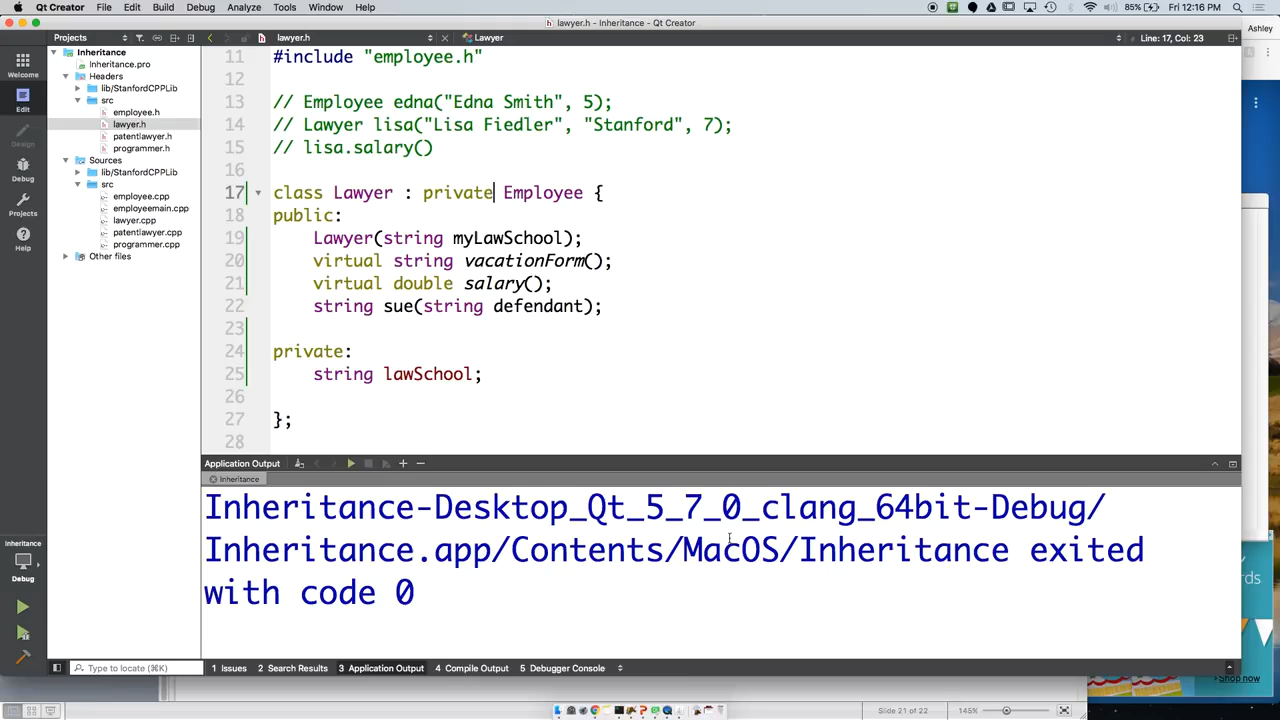 Qt Creator File Edit Build Debug Analyze Tools Window Help 85% Fri 12:16 PM
lawyer.h - Inheritance - Qt Creator
Ashley
Projects lawyer.h Lawyer Line: 17, Col: 23
Welcome
Edit
Design
Debug
Projects
Help
Inheritance
Debug
Inheritance
Inheritance.pro
Headers
lib/StanfordCPPLib
src
employee.h
lawyer.h
patentlawyer.h
programmer.h
Sources
lib/StanfordCPPLib
src
employee.cpp
employeemain.cpp
lawyer.cpp
patentlawyer.cpp
programmer.cpp
Other files
11 #include "employee.h"
12
13 // Employee edna("Edna Smith", 5);
14 // Lawyer lisa("Lisa Fiedler", "Stanford", 7);
15 // lisa.salary()
16
17 class Lawyer : private Employee {
18 public:
19 Lawyer(string myLawSchool);
20 virtual string vacationForm();
21 virtual double salary();
22 string sue(string defendant);
23
24 private:
25 string lawSchool;
26
27 };
28
Application Output
Inheritance
Inheritance-Desktop_Qt_5_7_0_clang_64bit-Debug/
Inheritance.app/Contents/MacOS/Inheritance exited
with code 0
Type to locate (⌘K) 1 Issues 2 Search Results 3 Application Output 4 Compile Output 5 Debugger Console
rds
Shop now
Slide 21 of 22 145%